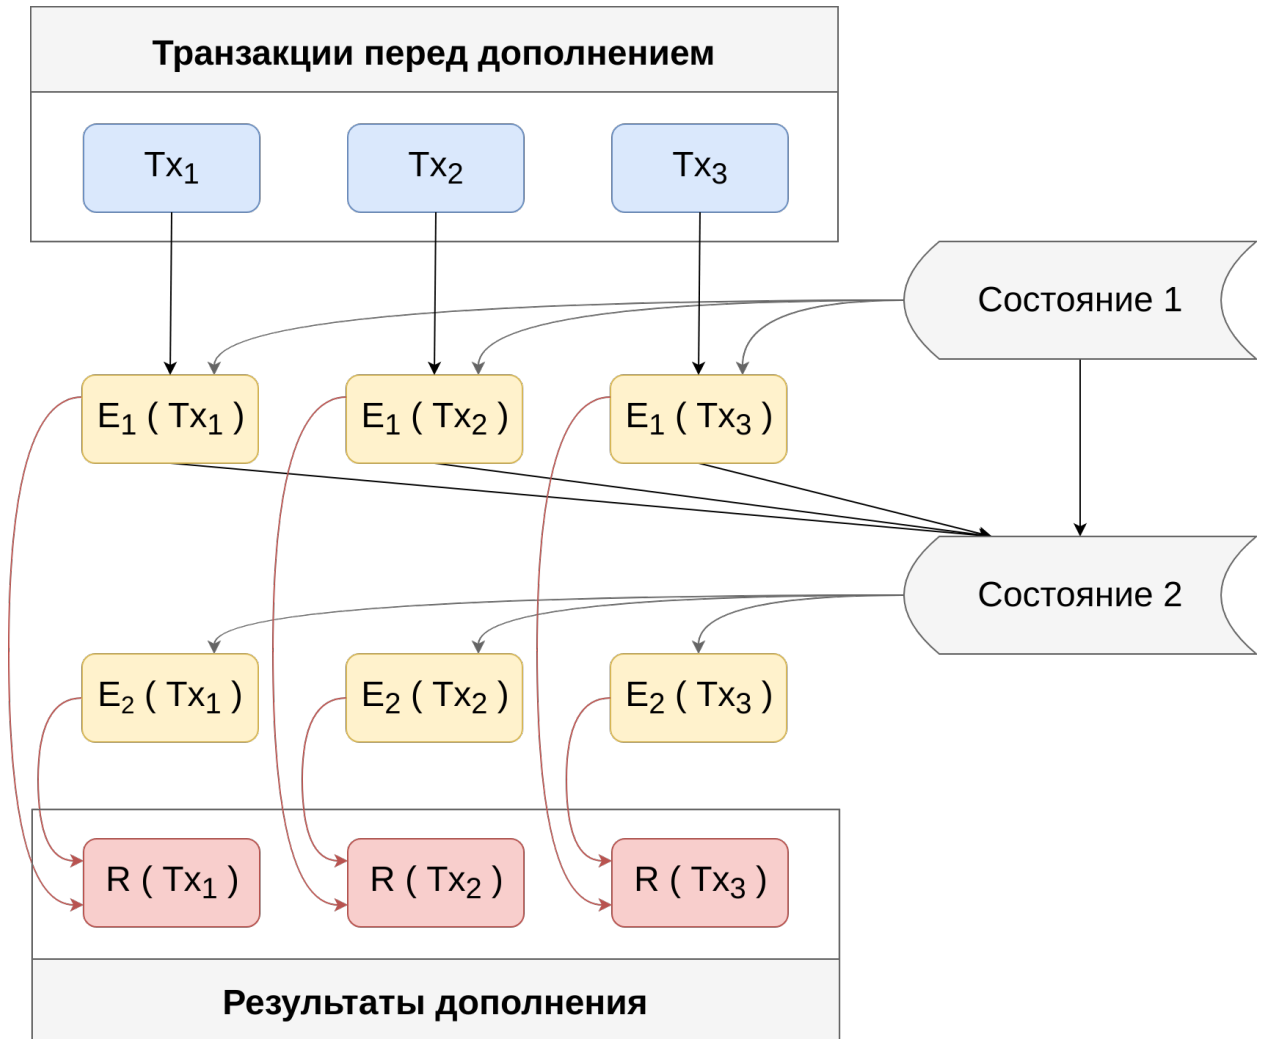 Транзакции перед дополнением
Tx1
Tx2
Tx3
Состояние 1
E1 ( Tx1 )
E1 ( Tx2 )
E1 ( Tx3 )
Состояние 2
E2 ( Tx1 )
E2 ( Tx2 )
E2 ( Tx3 )
R ( Tx1 )
R ( Tx2 )
R ( Tx3 )
Результаты дополнения